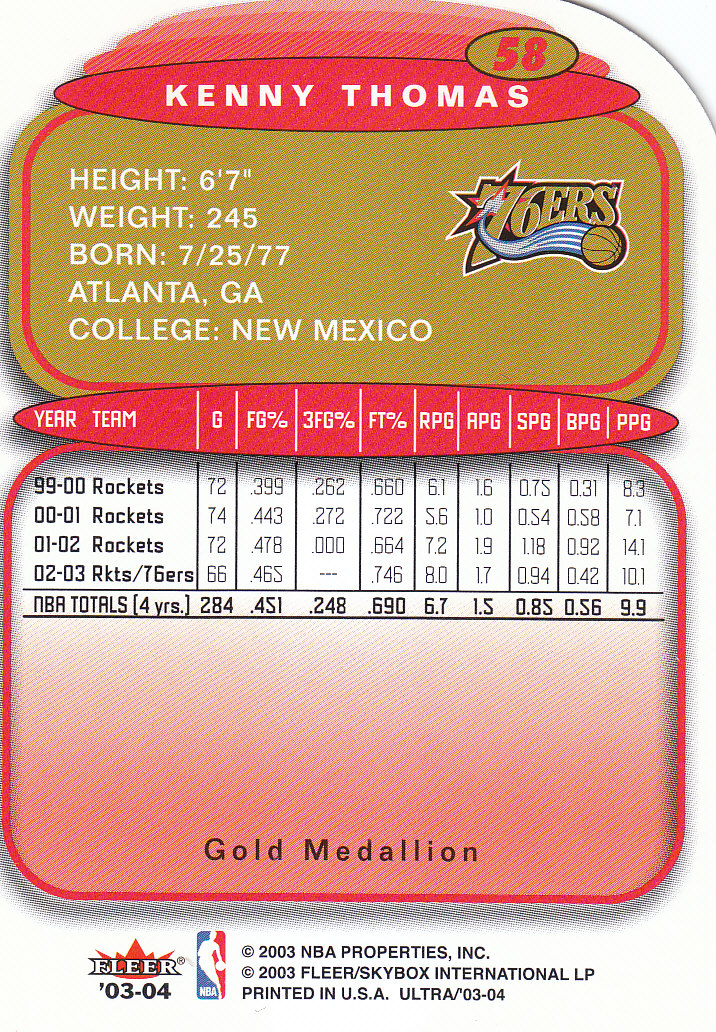 58
KENNY THOMAS
HEIGHT: 6'7"
WEIGHT: 245
BORN: 7/25/77
ATLANTA, GA
COLLEGE: NEW MEXICO
76ERS
YEAR TEAM G FG% 3FG% FT% RPG APG SPG BPG PPG
99-00 Rockets 72 .399 .262 .660 6.1 1.6 0.75 0.31 8.3
00-01 Rockets 74 .443 .272 .722 5.6 1.0 0.54 0.58 7.1
01-02 Rockets 72 .478 .000 .664 7.2 1.9 1.18 0.92 14.1
02-03 Rkts/76ers 66 .465 --- .746 8.0 1.7 0.94 0.42 10.1
NBA TOTALS (4 yrs.) 284 .451 .248 .690 6.7 1.5 0.85 0.56 9.9
Gold Medallion
FLEER®
'03-04
NBA
© 2003 NBA PROPERTIES, INC.
© 2003 FLEER/SKYBOX INTERNATIONAL LP
PRINTED IN U.S.A. ULTRA/'03-04